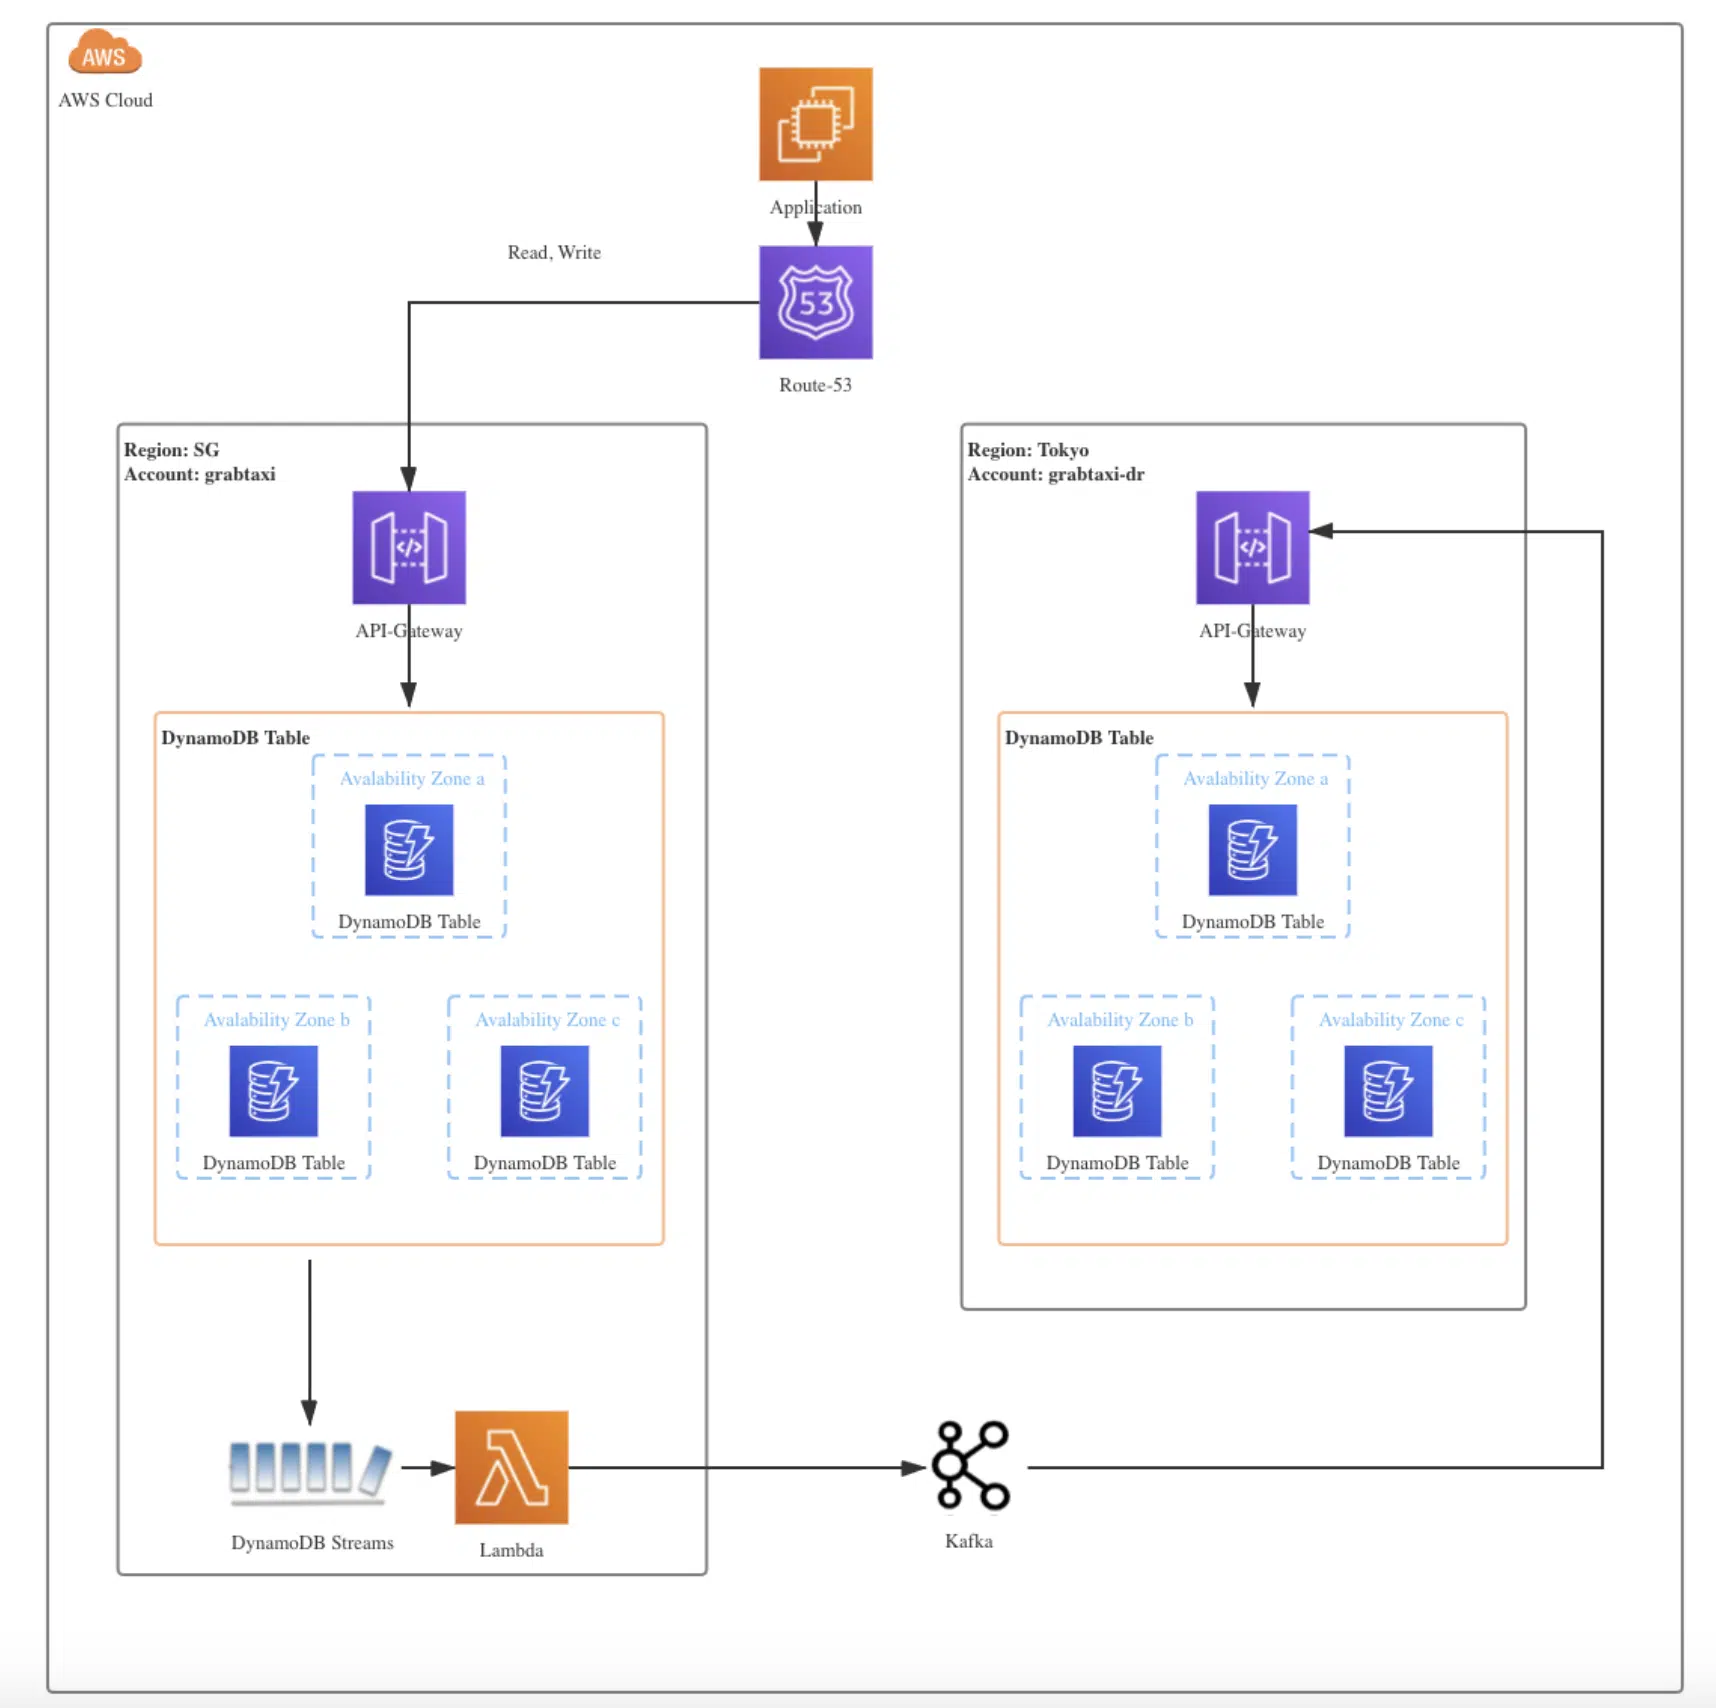 AWS
AWS Cloud
Application
Read, Write
53
Route-53
Region: SG
Account: grabtaxi
</>
API-Gateway
DynamoDB Table
Avalability Zone a
DynamoDB Table
Avalability Zone b
DynamoDB Table
Avalability Zone c
DynamoDB Table
DynamoDB Streams
Lambda
Kafka
Region: Tokyo
Account: grabtaxi-dr
</>
API-Gateway
DynamoDB Table
Avalability Zone a
DynamoDB Table
Avalability Zone b
DynamoDB Table
Avalability Zone c
DynamoDB Table